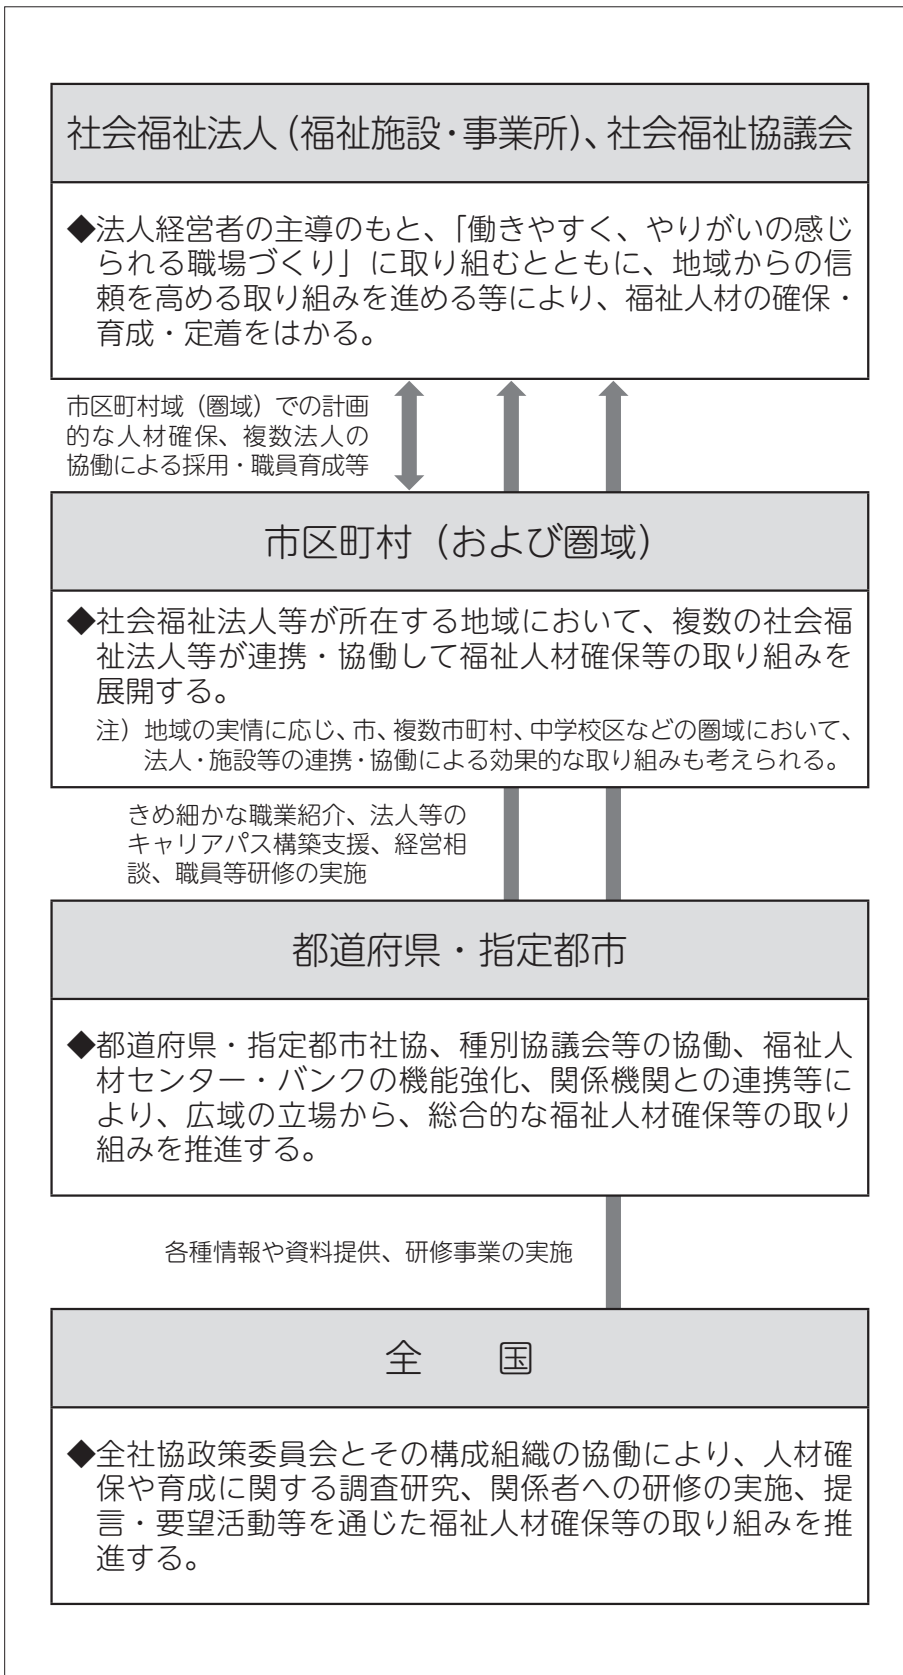 社会福祉法人(福祉施設・事業所)、社会福祉協議会
◆法人経営者の主導のもと、「働きやすく、やりがいの感じ
られる職場づくり」に取り組むとともに、地域からの信
頼を高める取り組みを進める等により、福祉人材の確保・
育成・定着をはかる。
市区町村域(圏域)での計画
的な人材確保、複数法人の
協働による採用・職員育成等
市区町村(および圏域)
◆社会福祉法人等が所在する地域において、複数の社会福
祉法人等が連携・協働して福祉人材確保等の取り組みを
展開する。
注)地域の実情に応じ、市、複数市町村、中学校区などの圏域において、
法人・施設等の連携・協働による効果的な取り組みも考えられる。
きめ細かな職業紹介、法人等の
キャリアパス構築支援、経営相
談、職員等研修の実施
都道府県・指定都市
◆都道府県・指定都市社協、種別協議会等の協働、福祉人
材センター・バンクの機能強化、関係機関との連携等に
より、広域の立場から、総合的な福祉人材確保等の取り
組みを推進する。
各種情報や資料提供、研修事業の実施
全 国
◆全社協政策委員会とその構成組織の協働により、人材確
保や育成に関する調査研究、関係者への研修の実施、提
言・要望活動等を通じた福祉人材確保等の取り組みを推
進する。